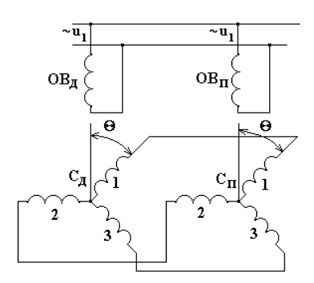 ~u1 ~u1
ОВД ОВП
Θ Θ
СД 1 СП 1
2 2
3 3